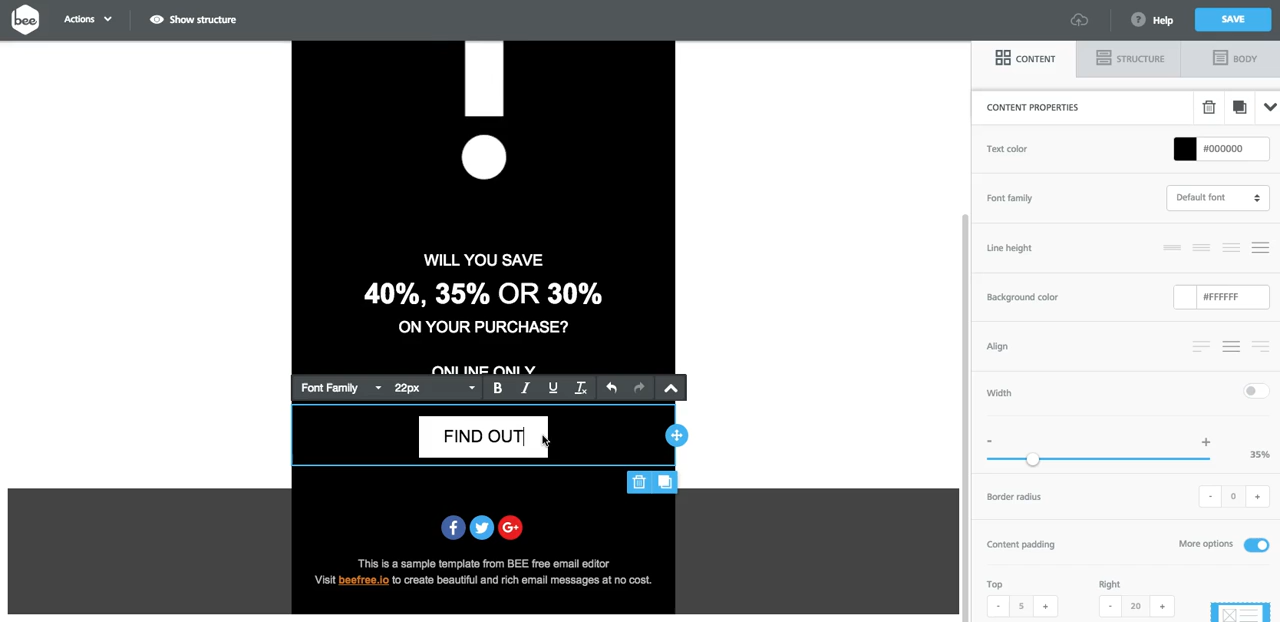 bee Actions Show structure ? Help SAVE
CONTENT STRUCTURE BODY
CONTENT PROPERTIES
Text color #000000
Font family Default font
Line height
Background color #FFFFFF
Align
Width
- +
35%
Border radius - 0 +
Content padding More options
Top Right
- 5 + - 20 +
WILL YOU SAVE
40%, 35% OR 30%
ON YOUR PURCHASE?
ONLINE ONLY
Font Family 22px B I U Tx
FIND OUT
f G+
This is a sample template from BEE free email editor
Visit beefree.io to create beautiful and rich email messages at no cost.